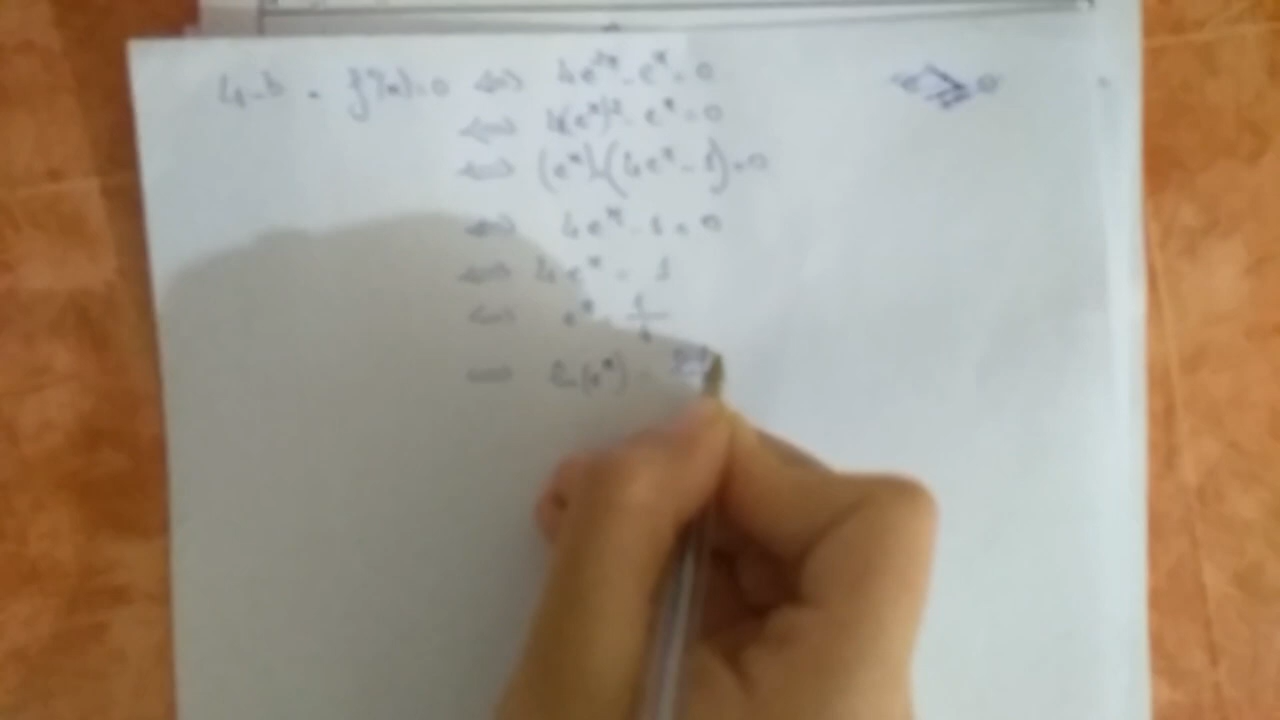 4-b - f''(x)=0 ⟺ 4e^{2x} - e^x = 0
⟺ 4(e^x)^2 - e^x = 0
⟺ (e^x).(4e^x - 1) = 0
⟺ 4e^x - 1 = 0
⟺ 4e^x = 1
⟺ e^x = 1/4
⟺ ln(e^x) =